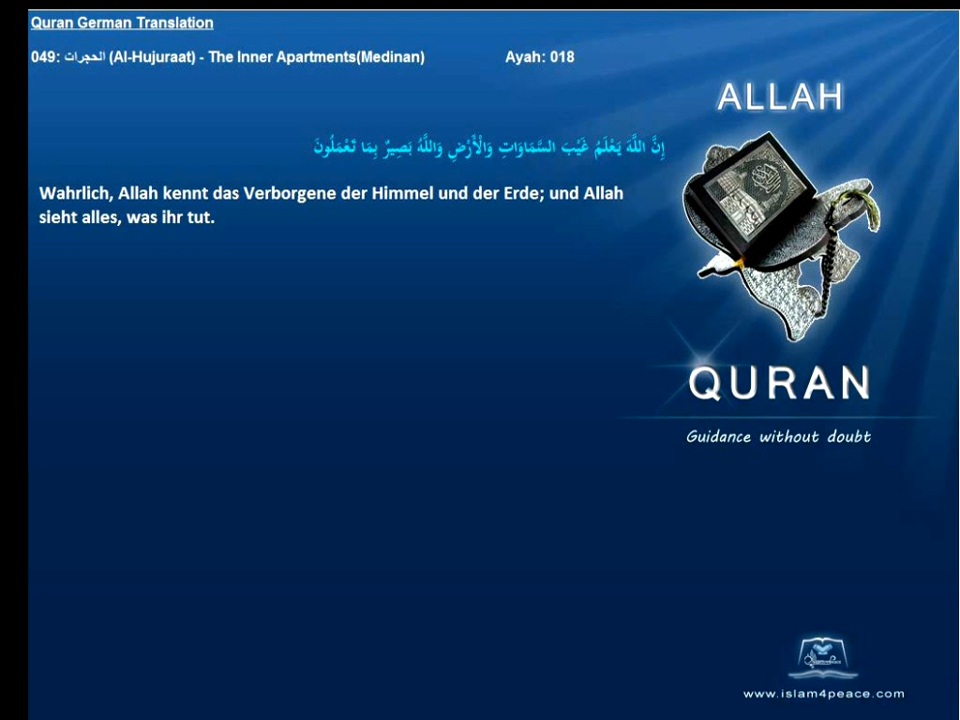 Quran German Translation
049: الحجرات (Al-Hujuraat) - The Inner Apartments(Medinan) Ayah: 018
ALLAH
إِنَّ اللَّهَ يَعْلَمُ غَيْبَ السَّمَاوَاتِ وَالْأَرْضِ وَاللَّهُ بَصِيرٌ بِمَا تَعْمَلُونَ
Wahrlich, Allah kennt das Verborgene der Himmel und der Erde; und Allah
sieht alles, was ihr tut.
QURAN
Guidance without doubt
www.islam4peace.com